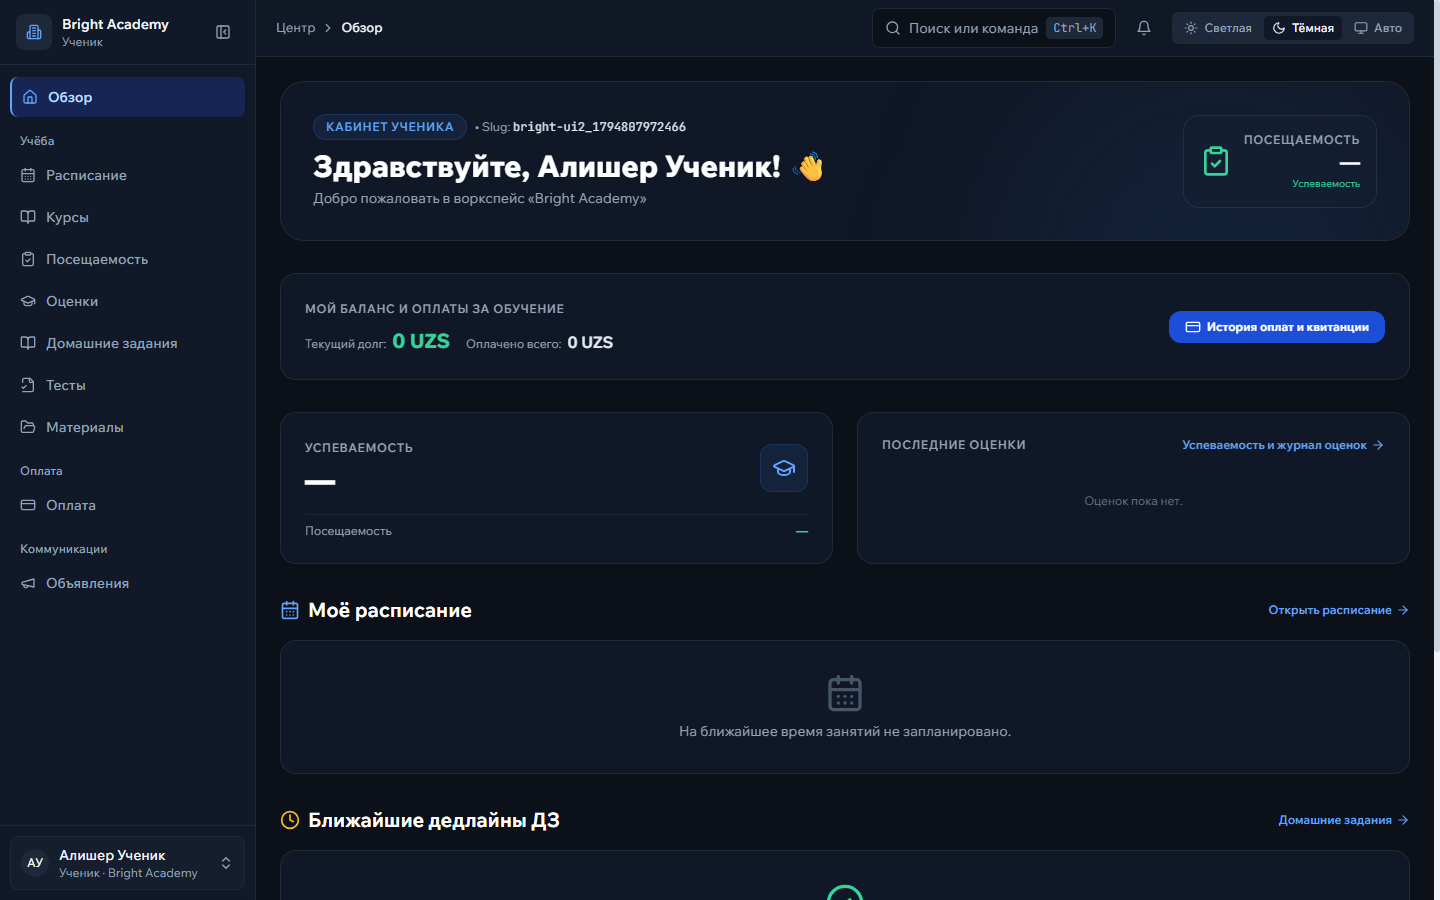 Bright Academy
Ученик
Обзор
Учёба
Расписание
Курсы
Посещаемость
Оценки
Домашние задания
Тесты
Материалы
Оплата
Оплата
Коммуникации
Объявления
АУ
Алишер Ученик
Ученик · Bright Academy
Центр > Обзор
Поиск или команда Ctrl+K
Светлая Тёмная Авто
КАБИНЕТ УЧЕНИКА • Slug: bright-ui2_1794807972466
Здравствуйте, Алишер Ученик! 👋
Добро пожаловать в воркспейс «Bright Academy»
ПОСЕЩАЕМОСТЬ
—
Успеваемость
МОЙ БАЛАНС И ОПЛАТЫ ЗА ОБУЧЕНИЕ
Текущий долг: 0 UZS Оплачено всего: 0 UZS
История оплат и квитанции
УСПЕВАЕМОСТЬ
—
Посещаемость —
ПОСЛЕДНИЕ ОЦЕНКИ Успеваемость и журнал оценок →
Оценок пока нет.
Моё расписание Открыть расписание →
На ближайшее время занятий не запланировано.
Ближайшие дедлайны ДЗ Домашние задания →